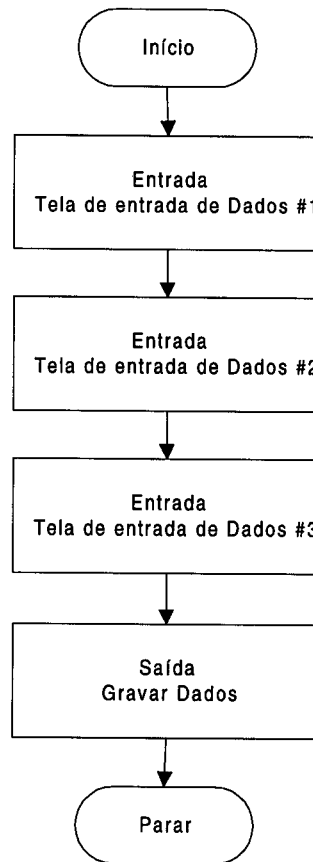 Início
Entrada
Tela de entrada de Dados #1
Entrada
Tela de entrada de Dados #2
Entrada
Tela de entrada de Dados #3
Saída
Gravar Dados
Parar